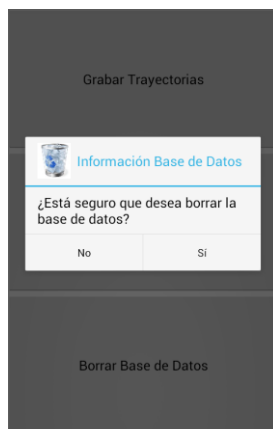 Grabar Trayectorias
Información Base de Datos
¿Está seguro que desea borrar la
base de datos?
No
Sí
Borrar Base de Datos